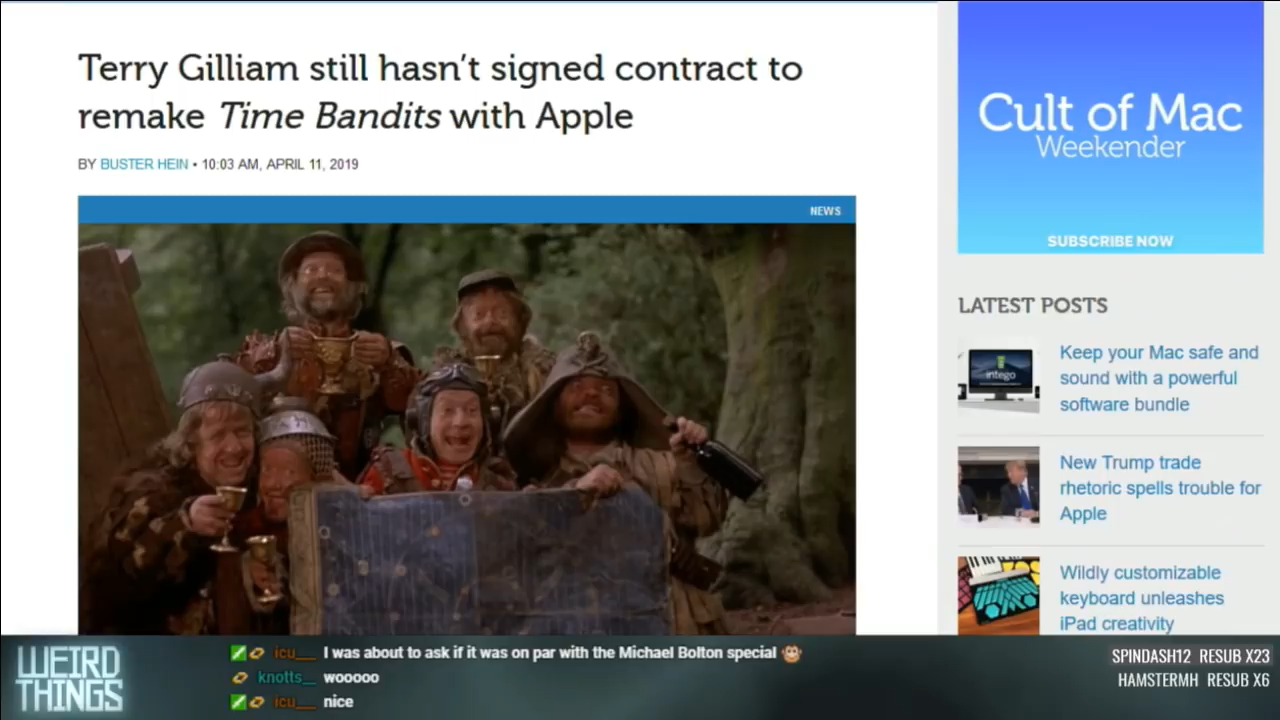 Terry Gilliam still hasn't signed contract to
remake Time Bandits with Apple
BY BUSTER HEIN • 10:03 AM, APRIL 11, 2019
NEWS
Cult of Mac
Weekender
SUBSCRIBE NOW
LATEST POSTS
intego
Keep your Mac safe and
sound with a powerful
software bundle
New Trump trade
rhetoric spells trouble for
Apple
Wildly customizable
keyboard unleashes
iPad creativity
WEIRD
THINGS
icu__ I was about to ask if it was on par with the Michael Bolton special
knotts_ wooooo
icu__ nice
SPINDASH12 RESUB X23
HAMSTERMH RESUB X6